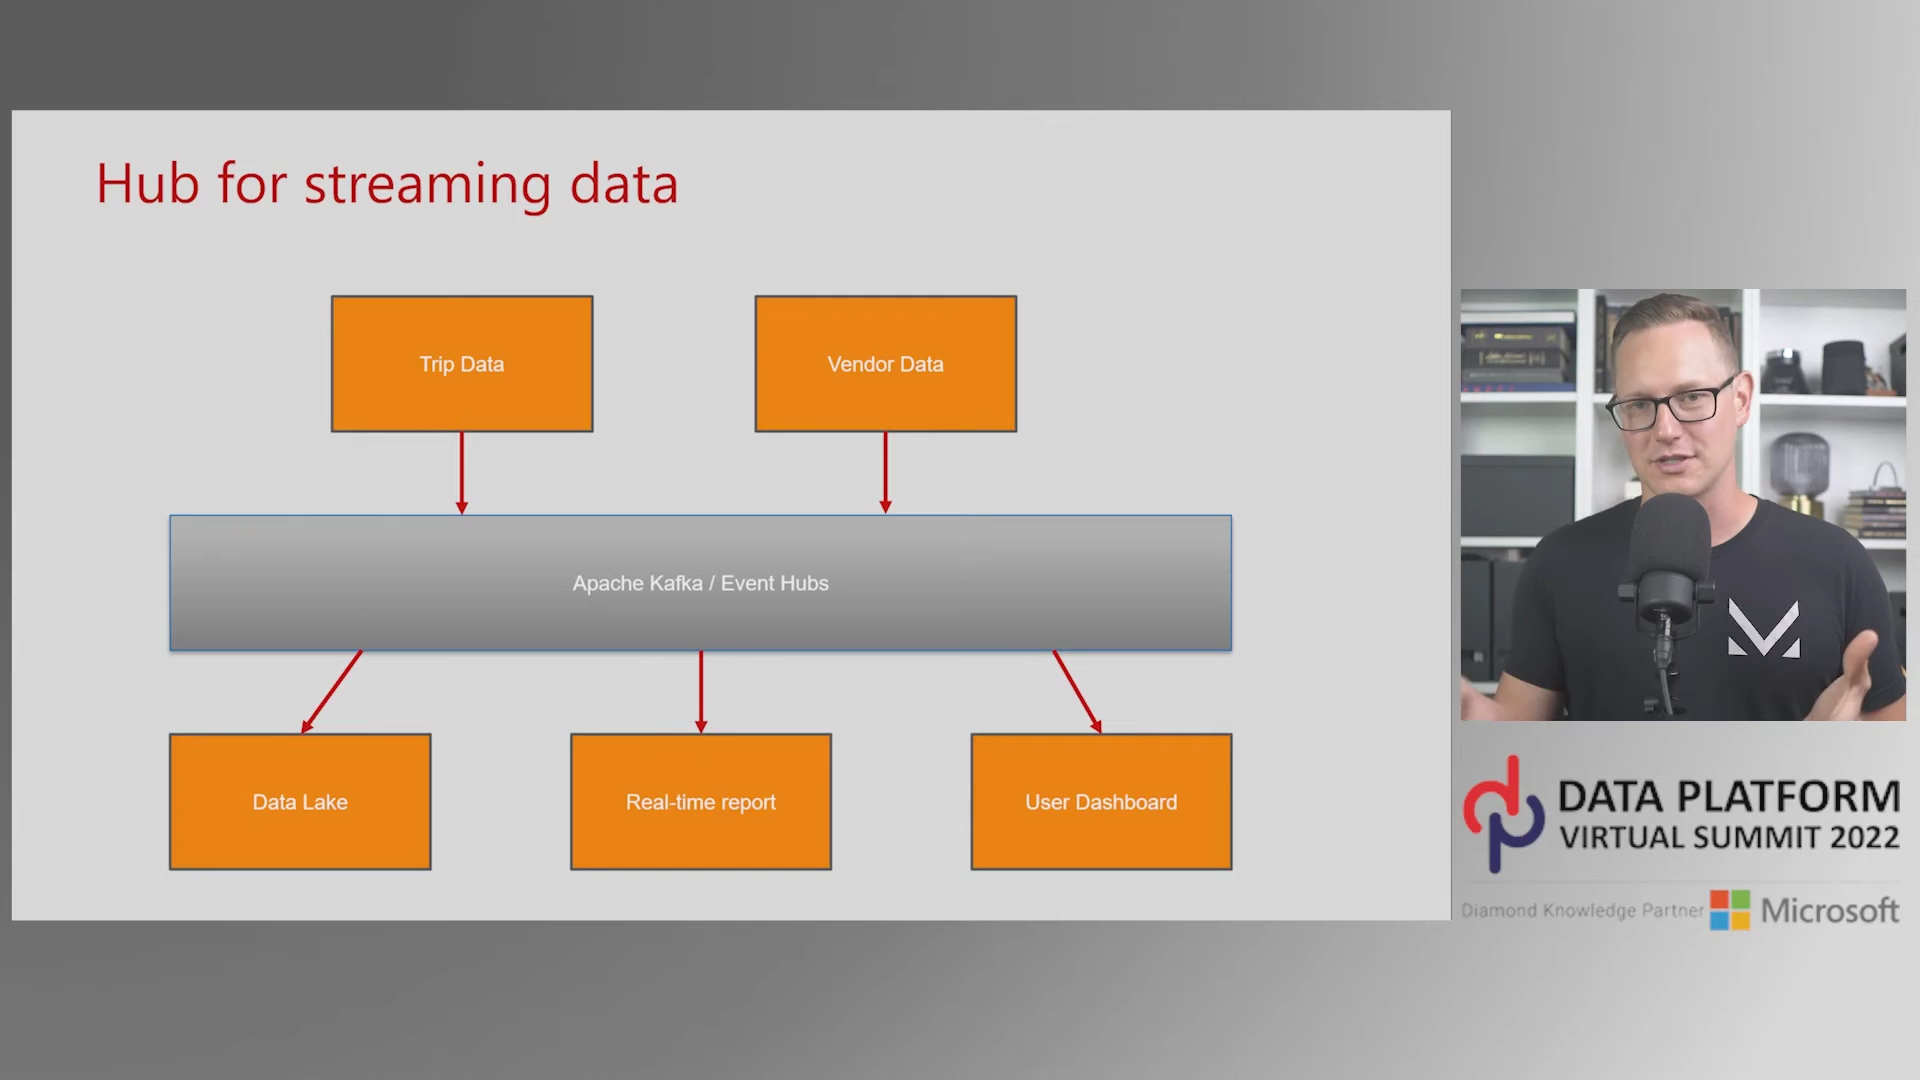 Hub for streaming data
Trip Data
Vendor Data
Apache Kafka / Event Hubs
Data Lake
Real-time report
User Dashboard
DATA PLATFORM
VIRTUAL SUMMIT 2022
Diamond Knowledge Partner
Microsoft